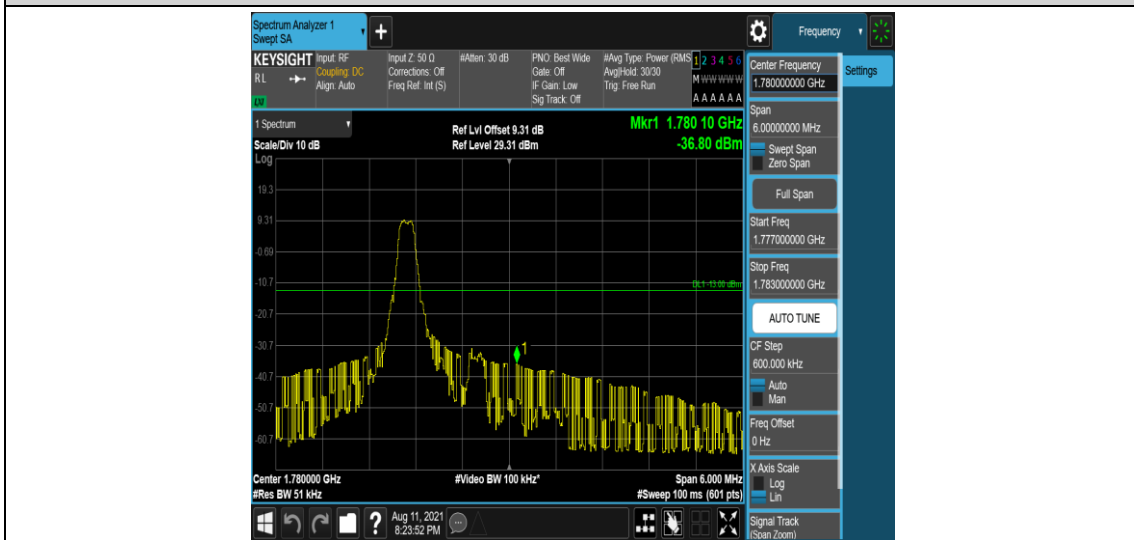 Spectrum Analyzer 1
Swept SA
+
Frequency
KEYSIGHT
RL
LXI
Input: RF
Coupling: DC
Align: Auto
Input Z: 50 Ω
Corrections: Off
Freq Ref: Int (S)
#Atten: 30 dB
PNO: Best Wide
Gate: Off
IF Gain: Low
Sig Track: Off
#Avg Type: Power (RMS
Avg|Hold: 30/30
Trig: Free Run
1 2 3 4 5 6
M W W W W W
A A A A A A
1 Spectrum
Scale/Div 10 dB
Log
Ref Lvl Offset 9.31 dB
Ref Level 29.31 dBm
Mkr1 1.780 10 GHz
-36.80 dBm
19.3
9.31
-0.69
-10.7
-20.7
-30.7
-40.7
-50.7
-60.7
DL1 -13.00 dBm
1
Center 1.780000 GHz
#Res BW 51 kHz
#Video BW 100 kHz*
Span 6.000 MHz
#Sweep 100 ms (601 pts)
?
Aug 11, 2021
8:23:52 PM
Center Frequency
1.780000000 GHz
Settings
Span
6.00000000 MHz
Swept Span
Zero Span
Full Span
Start Freq
1.777000000 GHz
Stop Freq
1.783000000 GHz
AUTO TUNE
CF Step
600.000 kHz
Auto
Man
Freq Offset
0 Hz
X Axis Scale
Log
Lin
Signal Track
(Span Zoom)